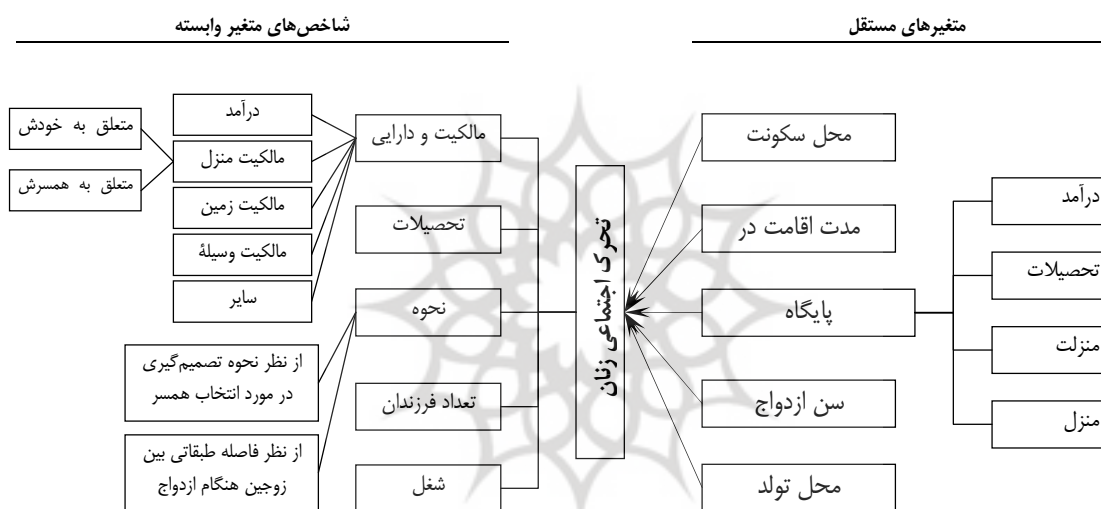 متغیرهای مستقل
درآمد
تحصیلات
منزلت
منزل
محل سکونت
مدت اقامت در
پایگاه
سن ازدواج
محل تولد
تحرک اجتماعی زنان
شاخص‌های متغیر وابسته
مالکیت و دارایی
تحصیلات
نحوه
تعداد فرزندان
شغل
درآمد
مالکیت منزل
مالکیت زمین
مالکیت وسیلهٔ
سایر
متعلق به خودش
متعلق به همسرش
از نظر نحوه تصمیم‌گیری
در مورد انتخاب همسر
از نظر فاصله طبقاتی بین
زوجین هنگام ازدواج